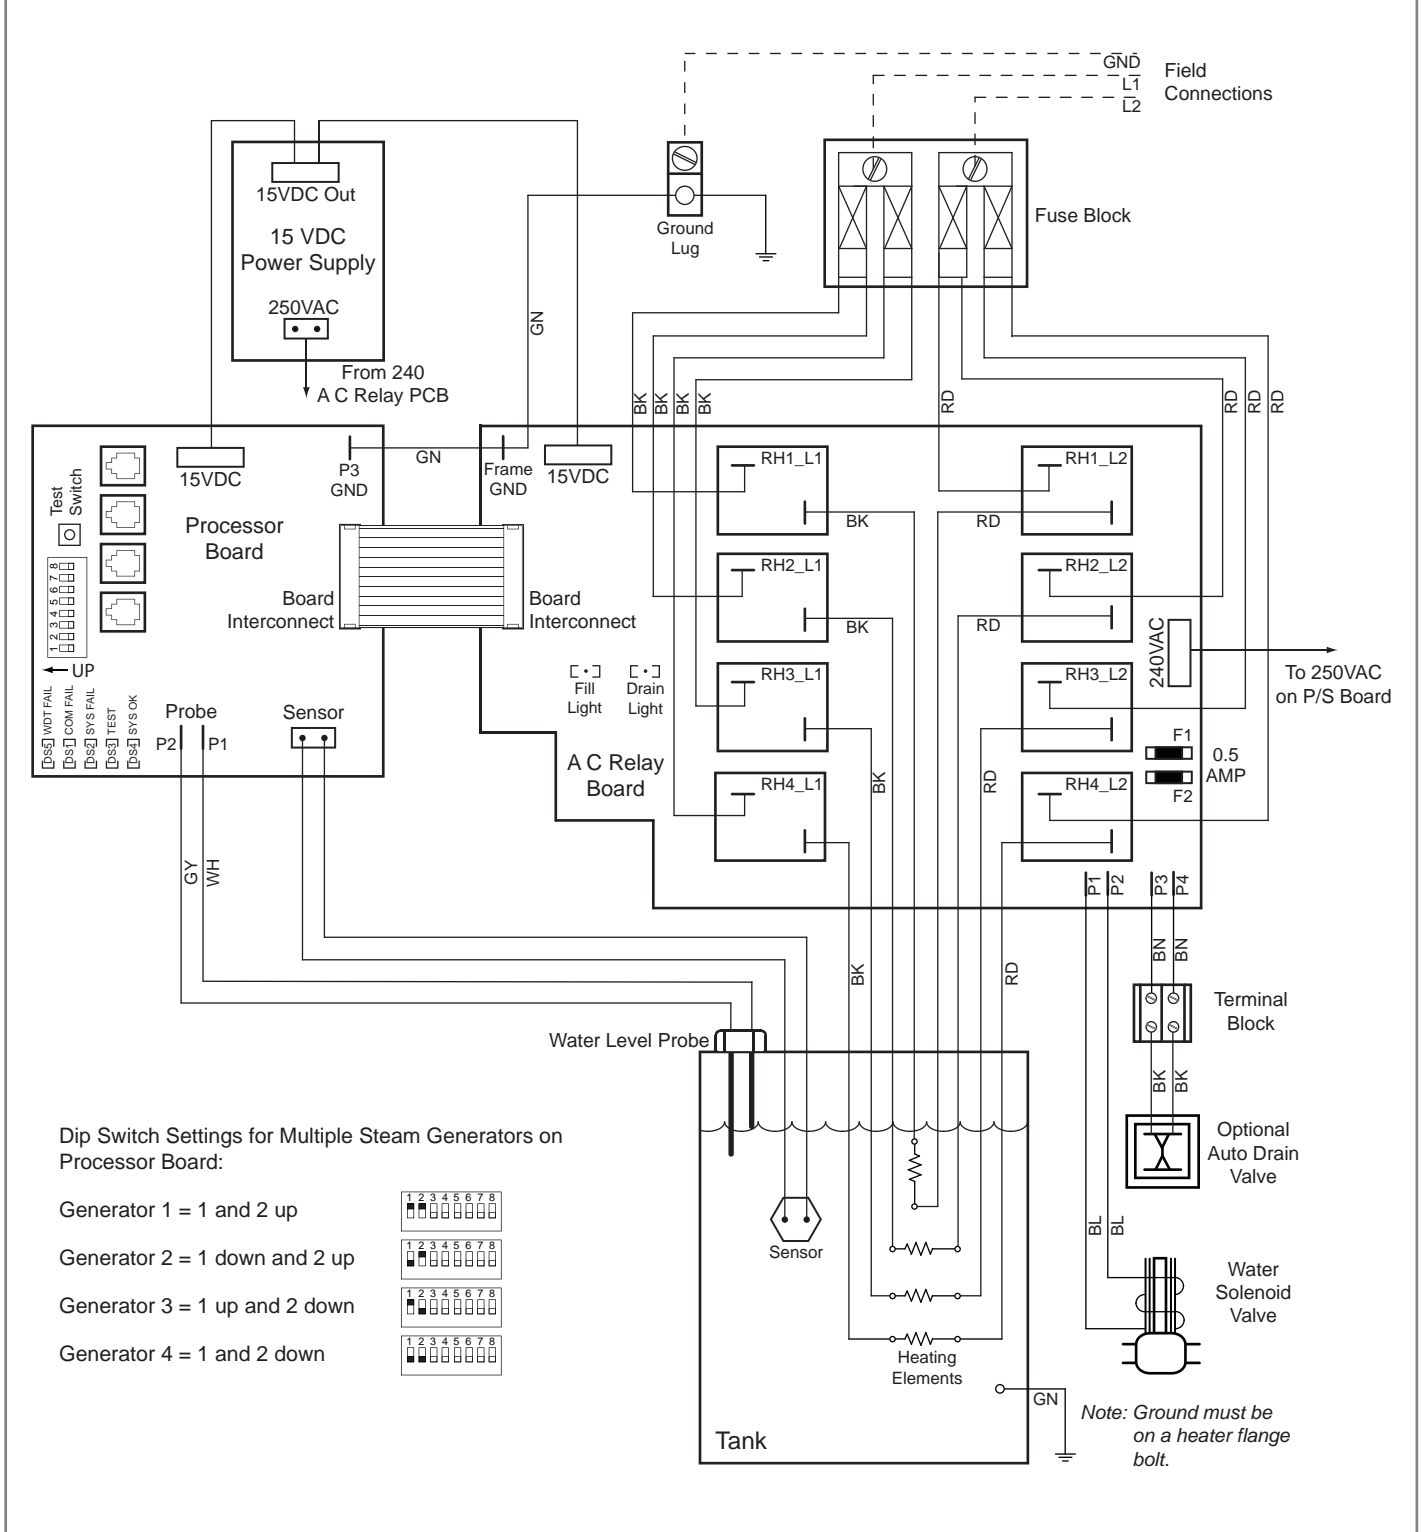 GND
L1
L2
Field
Connections
15VDC Out
15 VDC
Power Supply
250VAC
From 240
A C Relay PCB
Ground
Lug
Fuse Block
GN
BK
BK
BK
BK
RD
RD
RD
RD
Test
Switch
15VDC
P3
GND
GN
Frame
GND
15VDC
Processor
Board
Board
Interconnect
Board
Interconnect
1 2 3 4 5 6 7 8
UP
DS5 WDT FAIL
DS1 COM FAIL
DS2 SYS FAIL
DS3 TEST
DS4 SYS OK
Probe
P2
P1
Sensor
Fill
Light
Drain
Light
A C Relay
Board
RH1_L1
BK
RH1_L2
RD
RH2_L1
BK
RH2_L2
RD
RH3_L1
BK
RH3_L2
RD
RH4_L1
RH4_L2
240VAC
To 250VAC
on P/S Board
F1
0.5
AMP
F2
P1
P2
P3
P4
GY
WH
BK
RD
BN
BN
Terminal
Block
BK
BK
Water Level Probe
Optional
Auto Drain
Valve
Sensor
BL
BL
Water
Solenoid
Valve
Heating
Elements
GN
Tank
Note: Ground must be
on a heater flange
bolt.
Dip Switch Settings for Multiple Steam Generators on
Processor Board:
Generator 1 = 1 and 2 up
1 2 3 4 5 6 7 8
Generator 2 = 1 down and 2 up
1 2 3 4 5 6 7 8
Generator 3 = 1 up and 2 down
1 2 3 4 5 6 7 8
Generator 4 = 1 and 2 down
1 2 3 4 5 6 7 8